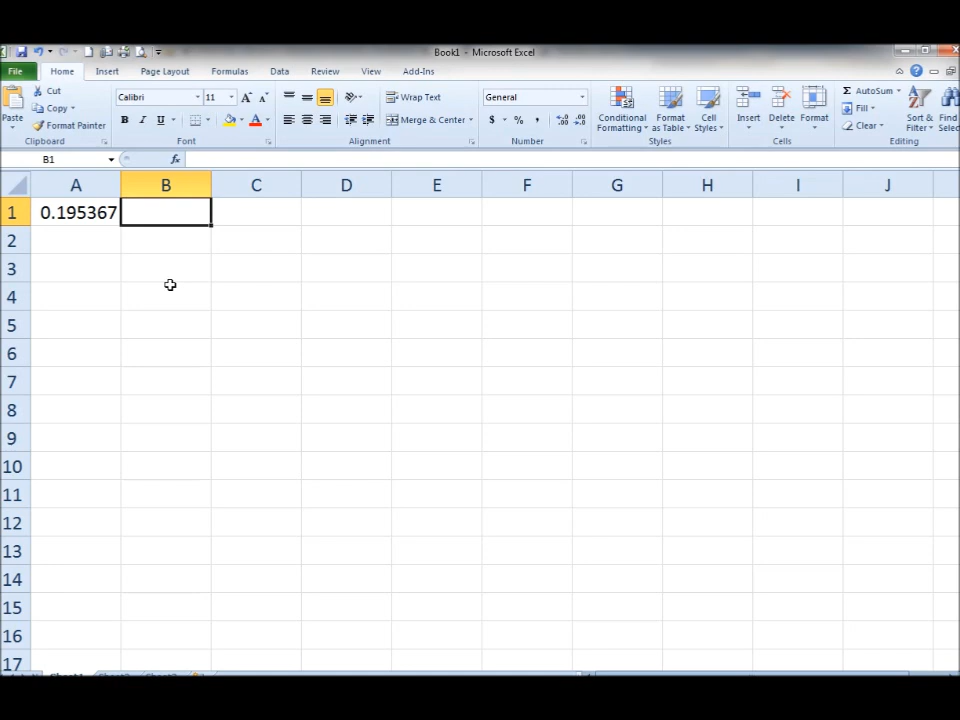 Book1 - Microsoft Excel
File Home Insert Page Layout Formulas Data Review View Add-Ins
Cut Calibri 11 A A Wrap Text General Σ AutoSum
Copy Fill
Paste Format Painter B I U A Merge & Center $ % , .00 Conditional Formatting Format as Table Cell Styles Insert Delete Format Clear Sort & Filter Find
Clipboard Font Alignment Number Styles Cells Editing
B1 fx
A B C D E F G H I J
1 0.195367
2
3
4
5
6
7
8
9
10
11
12
13
14
15
16
17